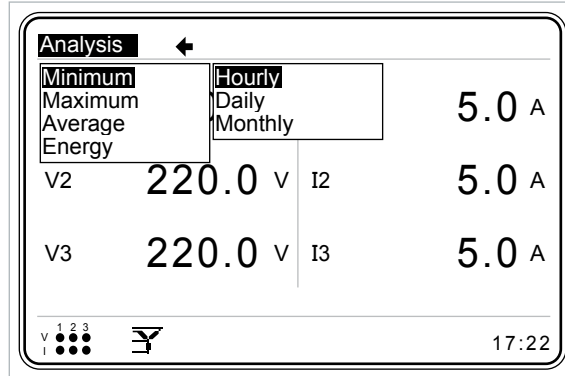 Analysis
Minimum Hourly
Maximum Daily
Average Monthly
Energy
5.0 A
V2 220.0 V I2 5.0 A
V3 220.0 V I3 5.0 A
1 2 3
V
I
17:22